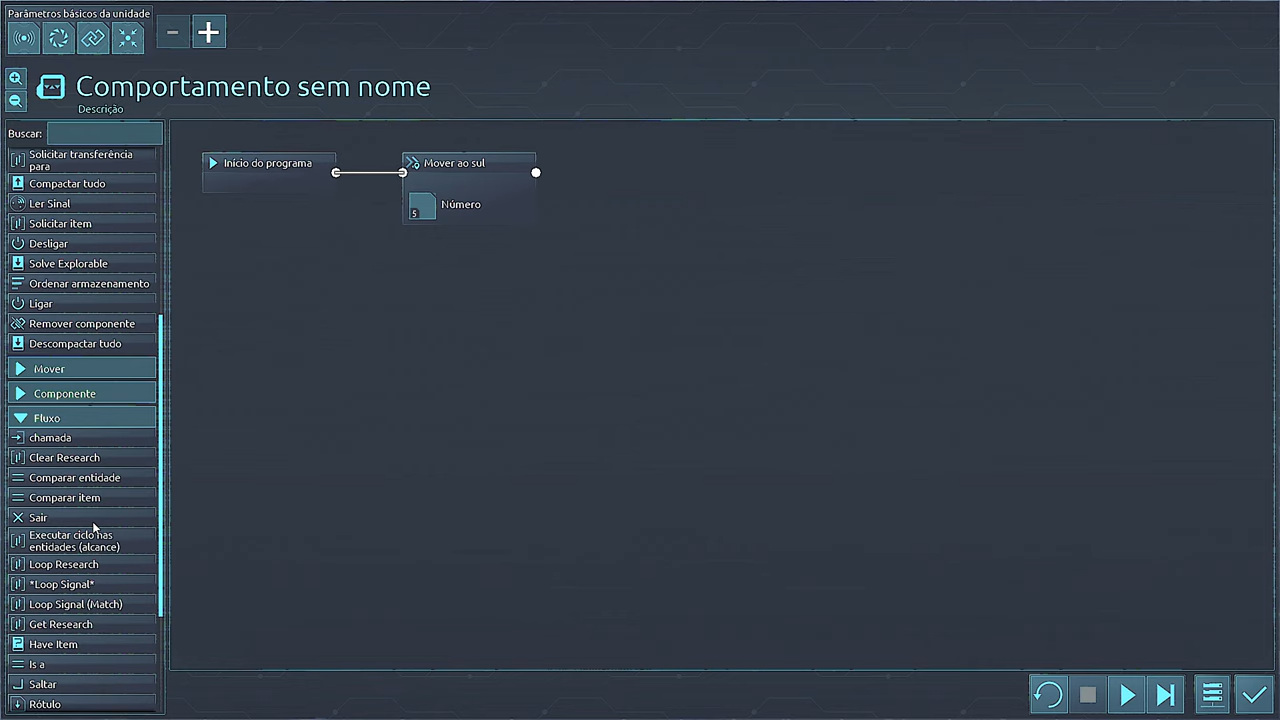 Parâmetros básicos da unidade
Comportamento sem nome
Descrição
Buscar:
Solicitar transferência
para
Compactar tudo
Ler Sinal
Solicitar item
Desligar
Solve Explorable
Ordenar armazenamento
Ligar
Remover componente
Descompactar tudo
Mover
Componente
Fluxo
chamada
Clear Research
Comparar entidade
Comparar item
Sair
Executar ciclo nas
entidades (alcance)
Loop Research
*Loop Signal*
Loop Signal (Match)
Get Research
Have Item
Is a
Saltar
Rótulo
Início do programa
Mover ao sul
5
Número